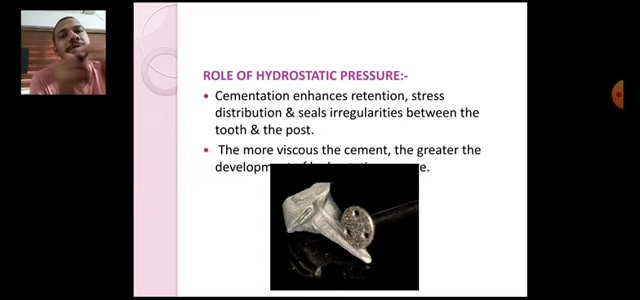 ROLE OF HYDROSTATIC PRESSURE:-
Cementation enhances retention, stress
distribution & seals irregularities between the
tooth & the post.
The more viscous the cement, the greater the